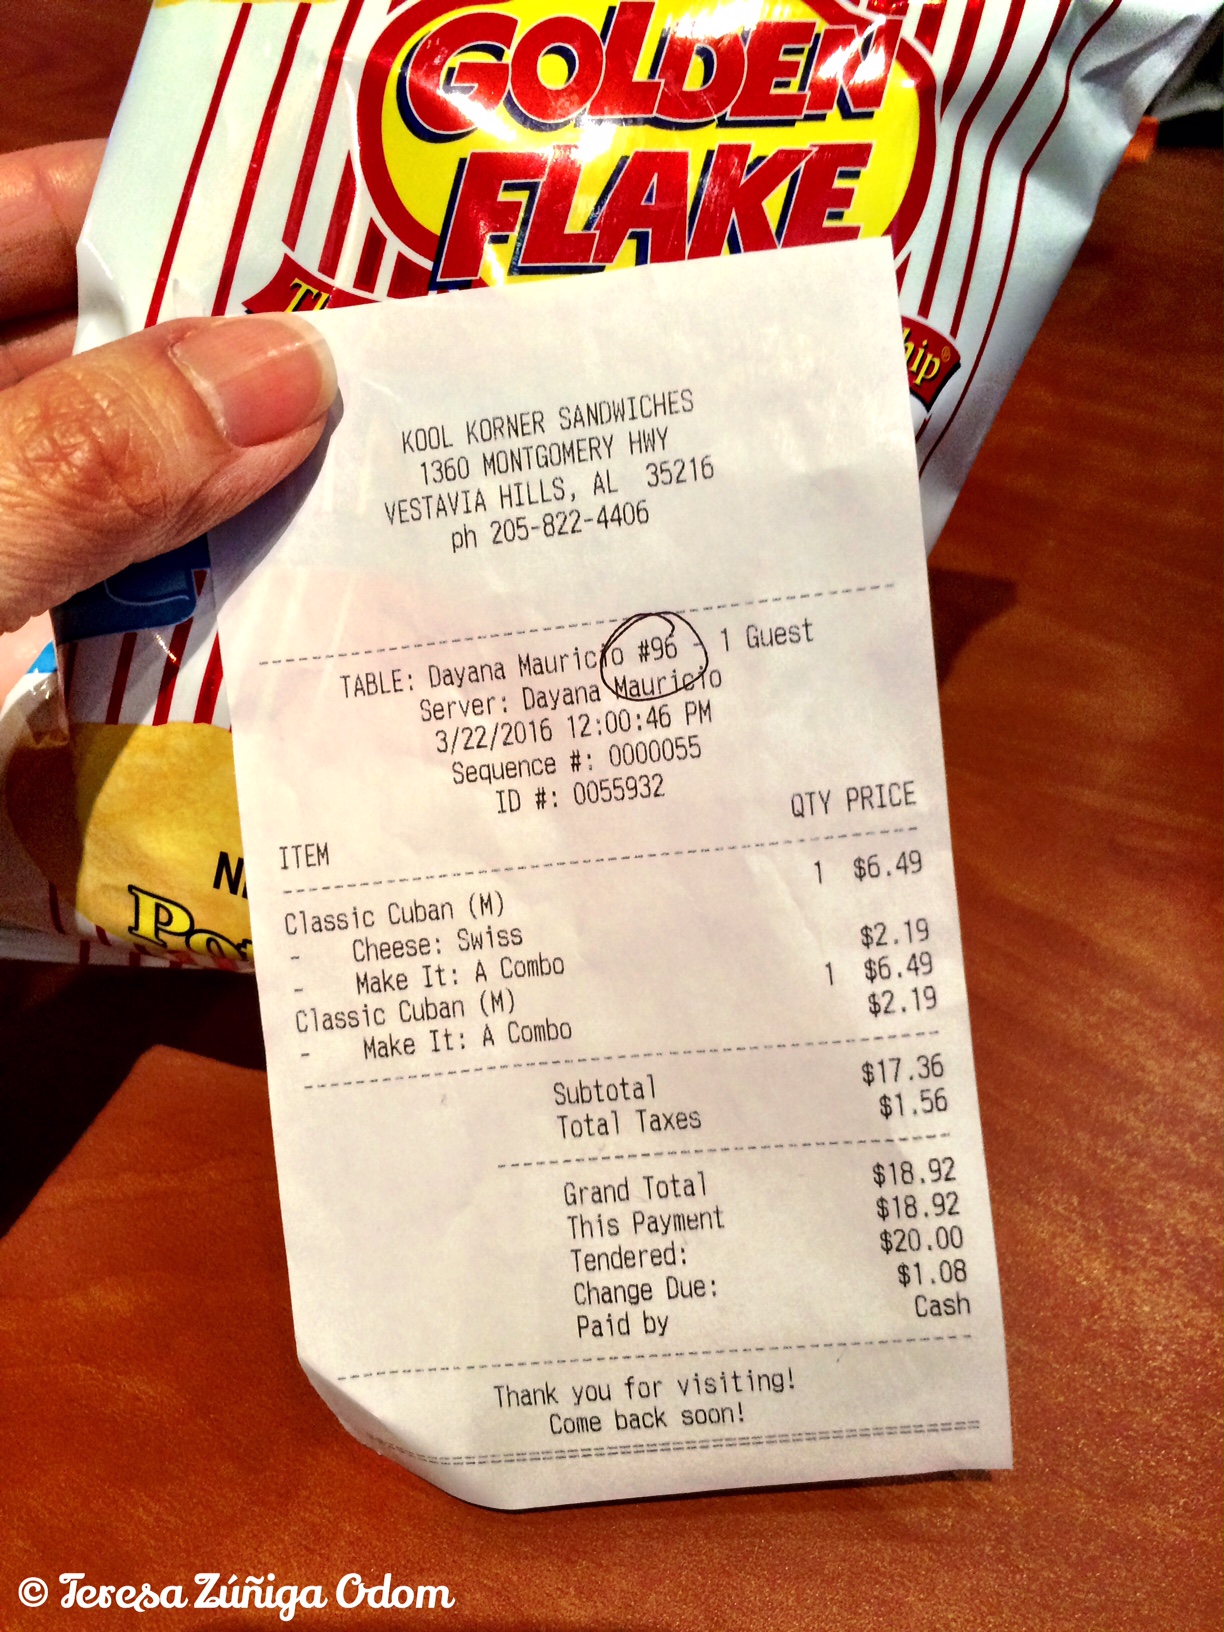 GOLDEN
FLAKE
hip®
KOOL KORNER SANDWICHES
1360 MONTGOMERY HWY
VESTAVIA HILLS, AL 35216
ph 205-822-4406
TABLE: Dayana Mauricio #96 - 1 Guest
Server: Dayana Mauricio
3/22/2016 12:00:46 PM
Sequence #: 0000055
ID #: 0055932
ITEM QTY PRICE
Classic Cuban (M) 1 $6.49
- Cheese: Swiss
- Make It: A Combo $2.19
Classic Cuban (M) 1 $6.49
- Make It: A Combo $2.19
Subtotal $17.36
Total Taxes $1.56
Grand Total $18.92
This Payment $18.92
Tendered: $20.00
Change Due: $1.08
Paid by Cash
Thank you for visiting!
Come back soon!
© Teresa Zúñiga Odom